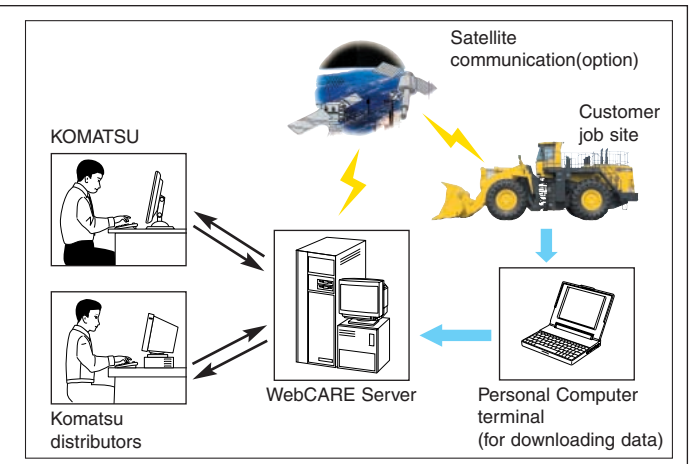 Satellite
communication(option)
Customer
job site
KOMATSU
WebCARE Server
Komatsu
distributors
Personal Computer
terminal
(for downloading data)